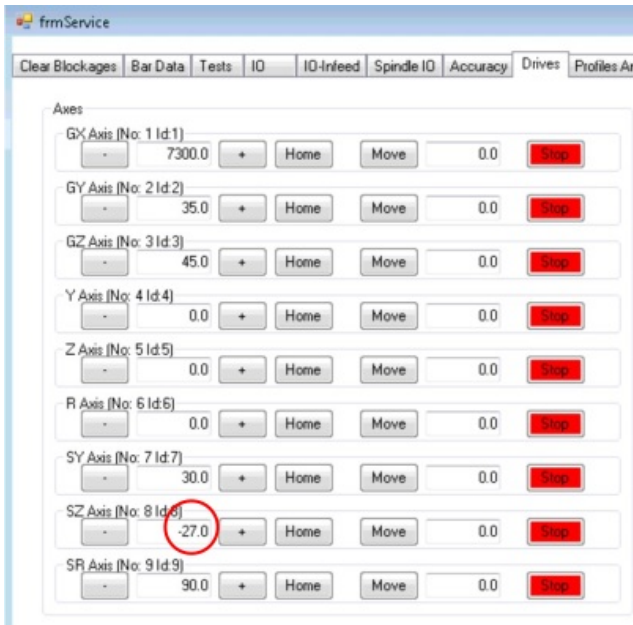 frmService
Clear Blockages Bar Data Tests IO IO-Infeed Spindle IO Accuracy Drives Profiles Ar
Axes
GX Axis (No: 1 Id:1)
- 7300.0 + Home Move 0.0 Stop
GY Axis (No: 2 Id:2)
- 35.0 + Home Move 0.0 Stop
GZ Axis (No: 3 Id:3)
- 45.0 + Home Move 0.0 Stop
Y Axis (No: 4 Id:4)
- 0.0 + Home Move 0.0 Stop
Z Axis (No: 5 Id:5)
- 0.0 + Home Move 0.0 Stop
R Axis (No: 6 Id:6)
- 0.0 + Home Move 0.0 Stop
SY Axis (No: 7 Id:7)
- 30.0 + Home Move 0.0 Stop
SZ Axis (No: 8 Id:8)
- -27.0 + Home Move 0.0 Stop
SR Axis (No: 9 Id:9)
- 90.0 + Home Move 0.0 Stop